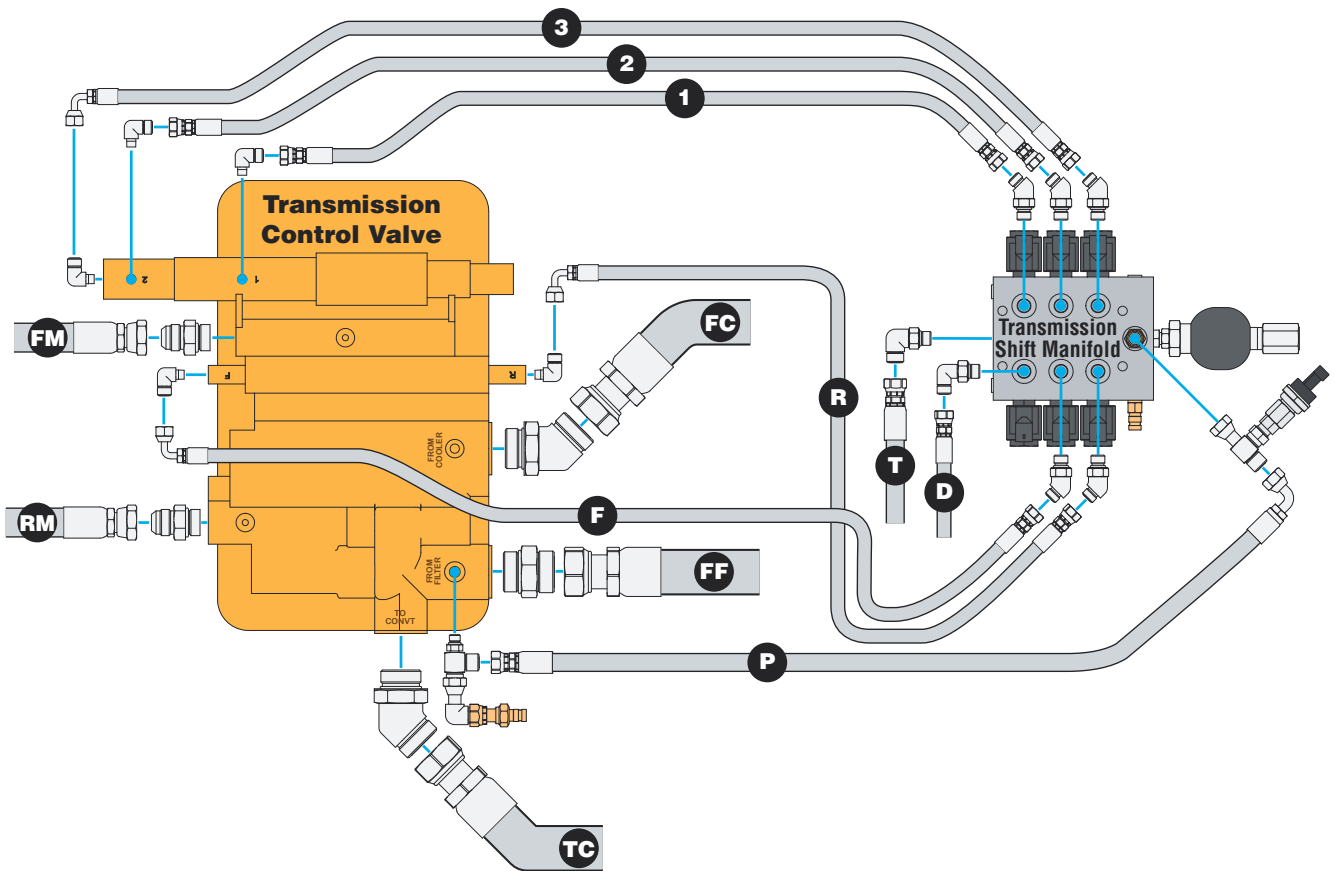 3
2
1
Transmission
Control Valve
2
1
FM
FC
F
R
R
Transmission
Shift Manifold
FROM
COOLER
T
D
RM
F
FROM
FILTER
FF
TO
CONVT
P
TC